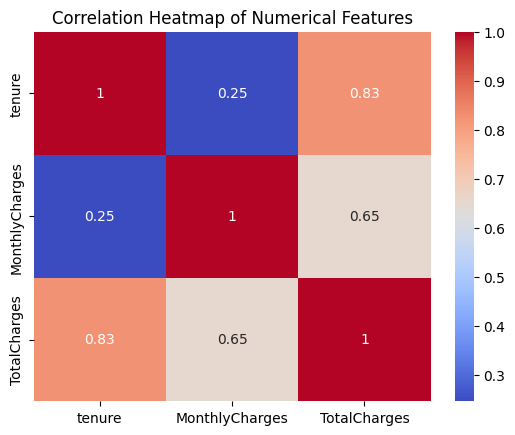 Correlation Heatmap of Numerical Features
tenure
1
0.25
0.83
MonthlyCharges
0.25
1
0.65
TotalCharges
0.83
0.65
1
tenure
MonthlyCharges
TotalCharges
1.0
0.9
0.8
0.7
0.6
0.5
0.4
0.3